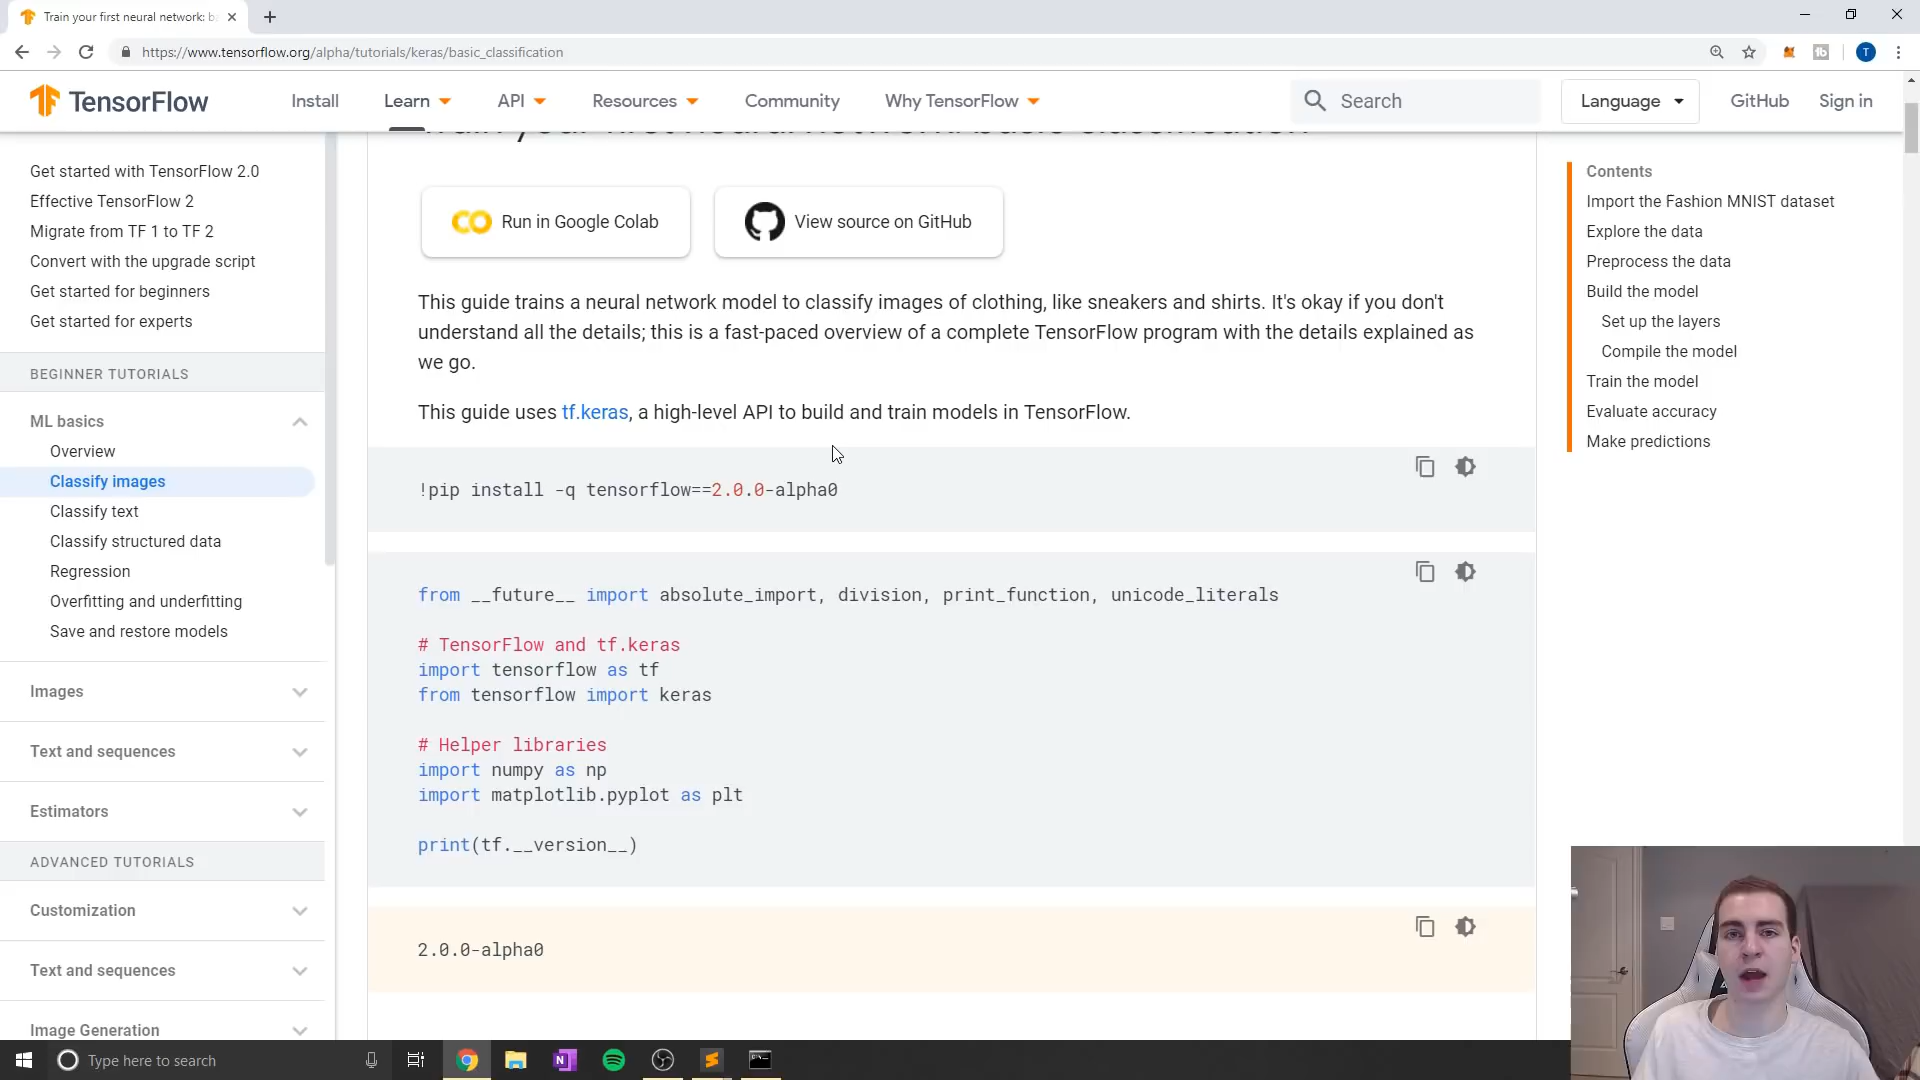 Train your first neural network: ba
https://www.tensorflow.org/alpha/tutorials/keras/basic_classification
T
TensorFlow
Install
Learn
API
Resources
Community
Why TensorFlow
Search
Language
GitHub
Sign in
Train your first neural network: basic classification
Get started with TensorFlow 2.0
Effective TensorFlow 2
Migrate from TF 1 to TF 2
Convert with the upgrade script
Get started for beginners
Get started for experts
BEGINNER TUTORIALS
ML basics
Overview
Classify images
Classify text
Classify structured data
Regression
Overfitting and underfitting
Save and restore models
Images
Text and sequences
Estimators
ADVANCED TUTORIALS
Customization
Text and sequences
Image Generation
Run in Google Colab
View source on GitHub
This guide trains a neural network model to classify images of clothing, like sneakers and shirts. It's okay if you don't
understand all the details; this is a fast-paced overview of a complete TensorFlow program with the details explained as
we go.
This guide uses tf.keras, a high-level API to build and train models in TensorFlow.
!pip install -q tensorflow==2.0.0-alpha0
from __future__ import absolute_import, division, print_function, unicode_literals
# TensorFlow and tf.keras
import tensorflow as tf
from tensorflow import keras
# Helper libraries
import numpy as np
import matplotlib.pyplot as plt
print(tf.__version__)
2.0.0-alpha0
Contents
Import the Fashion MNIST dataset
Explore the data
Preprocess the data
Build the model
Set up the layers
Compile the model
Train the model
Evaluate accuracy
Make predictions
Type here to search